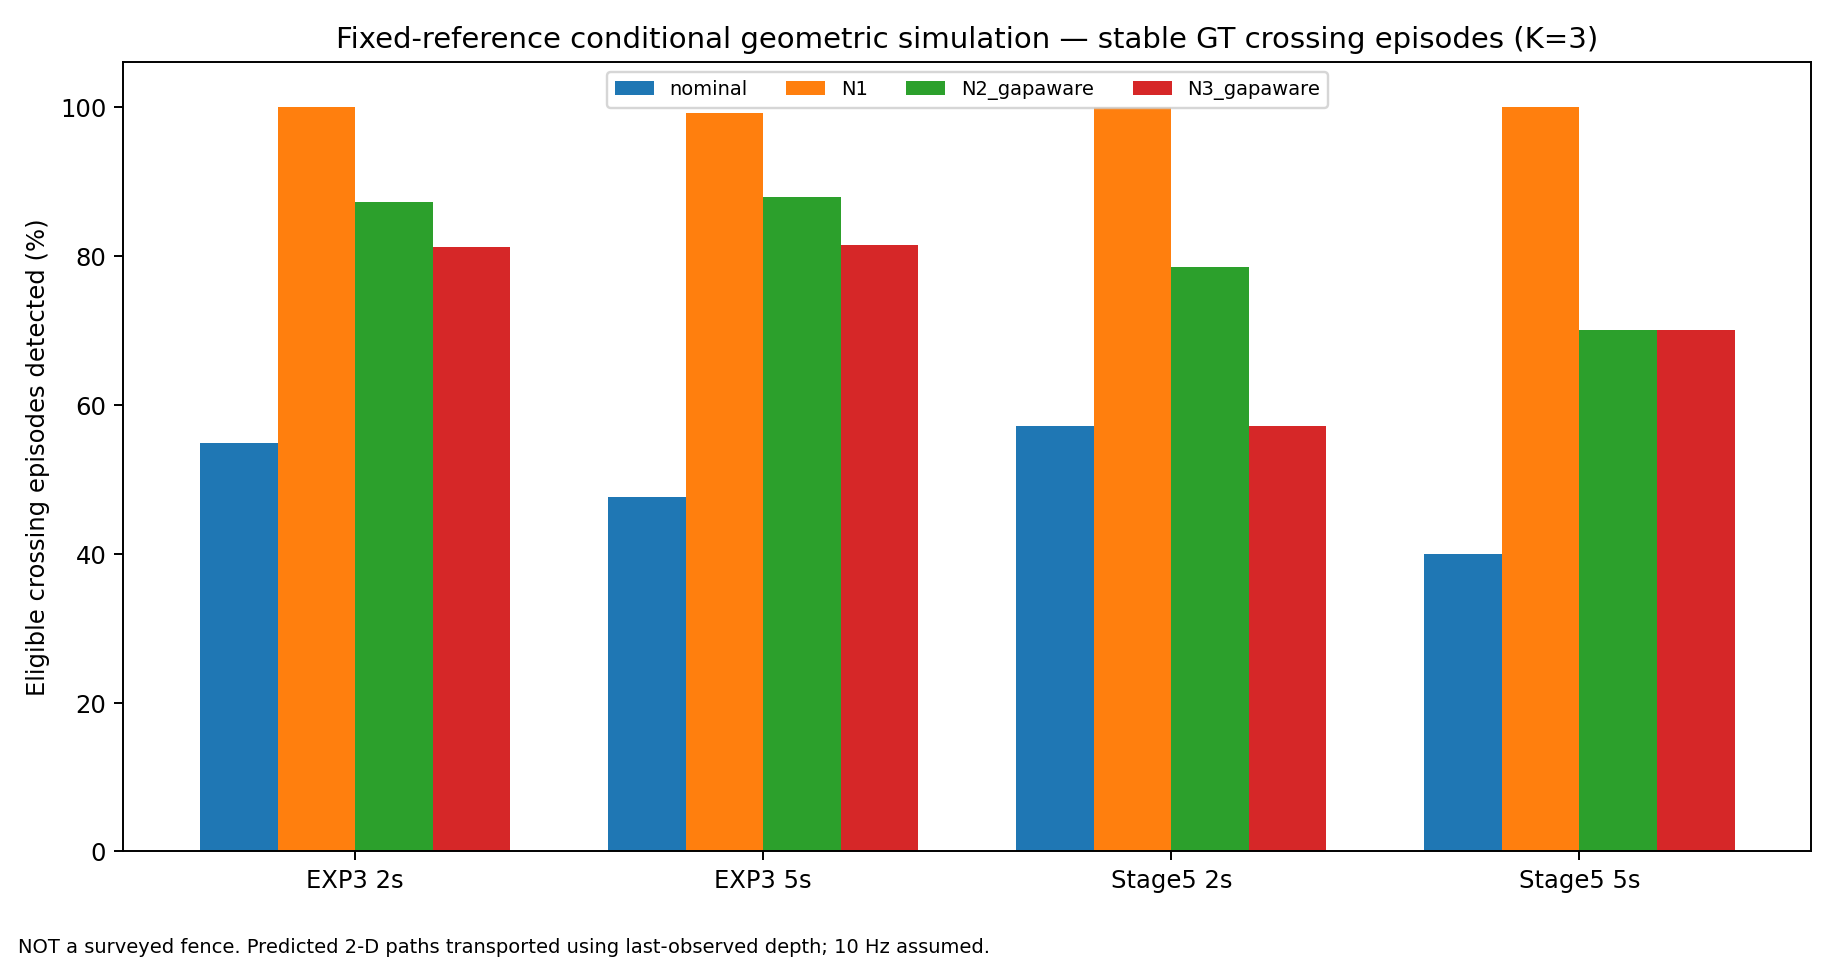 Fixed-reference conditional geometric simulation — stable GT crossing episodes (K=3)
nominal N1 N2_gapaware N3_gapaware
Eligible crossing episodes detected (%)
100
80
60
40
20
0
EXP3 2s EXP3 5s Stage5 2s Stage5 5s
NOT a surveyed fence. Predicted 2-D paths transported using last-observed depth; 10 Hz assumed.